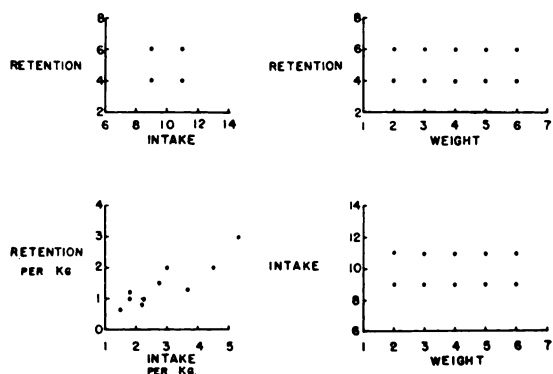 8
6
RETENTION
4
2
6 8 10 12 14
INTAKE
8
6
RETENTION
4
2
1 2 3 4 5 6 7
WEIGHT
4
3
RETENTION
PER KG
2
1
0
1 2 3 4 5
INTAKE
PER KG.
14
12
INTAKE
10
8
6
1 2 3 4 5 6 7
WEIGHT